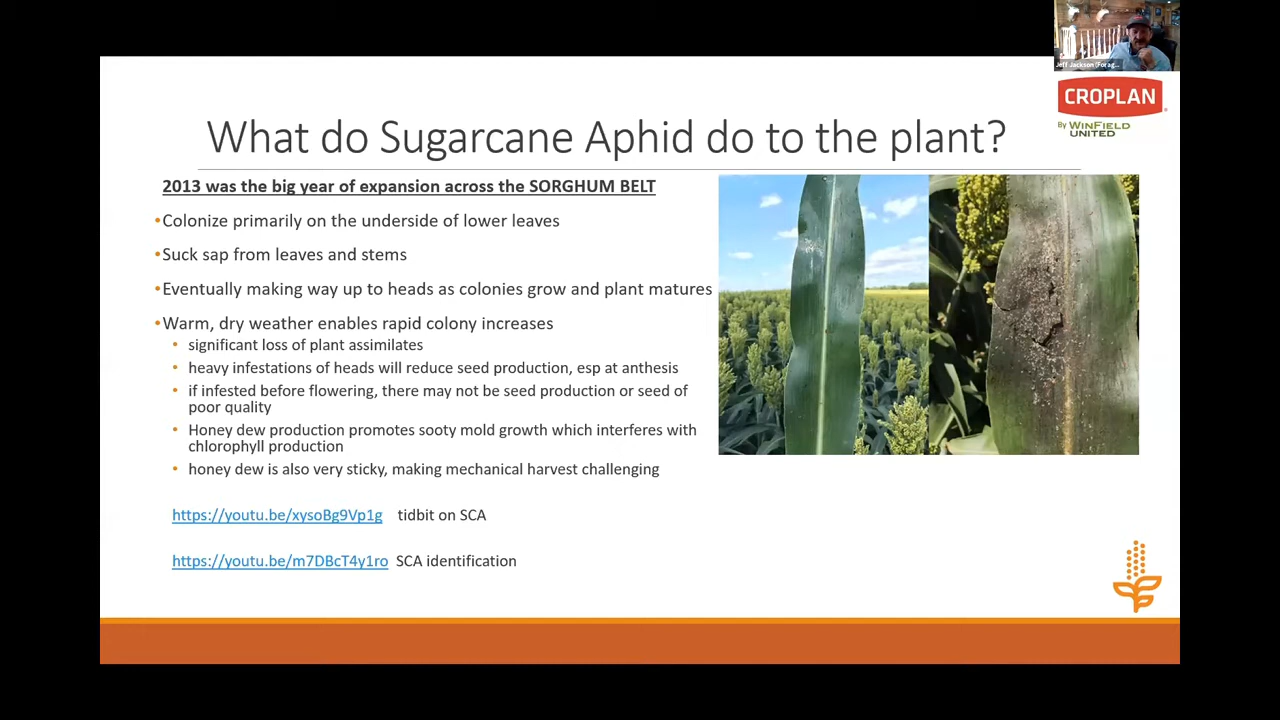 Jeff Jackson (Forag...
CROPLAN
By WINFIELD
UNITED
What do Sugarcane Aphid do to the plant?
2013 was the big year of expansion across the SORGHUM BELT
•Colonize primarily on the underside of lower leaves
•Suck sap from leaves and stems
•Eventually making way up to heads as colonies grow and plant matures
•Warm, dry weather enables rapid colony increases
• significant loss of plant assimilates
• heavy infestations of heads will reduce seed production, esp at anthesis
• if infested before flowering, there may not be seed production or seed of
poor quality
• Honey dew production promotes sooty mold growth which interferes with
chlorophyll production
• honey dew is also very sticky, making mechanical harvest challenging
https://youtu.be/xysoBg9Vp1g tidbit on SCA
https://youtu.be/m7DBcT4y1ro SCA identification